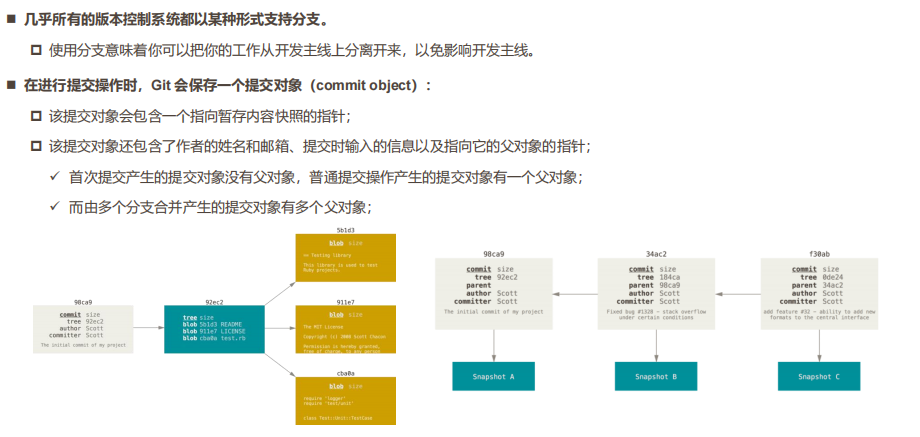 几乎所有的版本控制系统都以某种形式支持分支。
使用分支意味着你可以把你的工作从开发主线上分离开来，以免影响开发主线。
在进行提交操作时，Git 会保存一个提交对象（commit object）：
该提交对象会包含一个指向暂存内容快照的指针；
该提交对象还包含了作者的姓名和邮箱、提交时输入的信息以及指向它的父对象的指针；
首次提交产生的提交对象没有父对象，普通提交操作产生的提交对象有一个父对象；
而由多个分支合并产生的提交对象有多个父对象；
98ca9
commit size
tree 92ec2
author Scott
committer Scott
The initial commit of my project
92ec2
tree size
blob 5b1d3 README
blob 911e7 LICENSE
blob cba0a test.rb
5b1d3
blob size
== Testing library
This library is used to test
Ruby projects.
911e7
blob size
The MIT License
Copyright (c) 2008 Scott Chacon
Permission is hereby granted,
free of charge, to any person
cba0a
blob size
require 'logger'
require 'test/unit'
class Test::Unit::TestCase
98ca9
commit size
tree 92ec2
parent
author Scott
committer Scott
The initial commit of my project
Snapshot A
34ac2
commit size
tree 184ca
parent 98ca9
author Scott
committer Scott
Fixed bug #1328 - stack overflow
under certain conditions
Snapshot B
f30ab
commit size
tree 0de24
parent 34ac2
author Scott
committer Scott
add feature #32 - ability to add new
formats to the central interface
Snapshot C